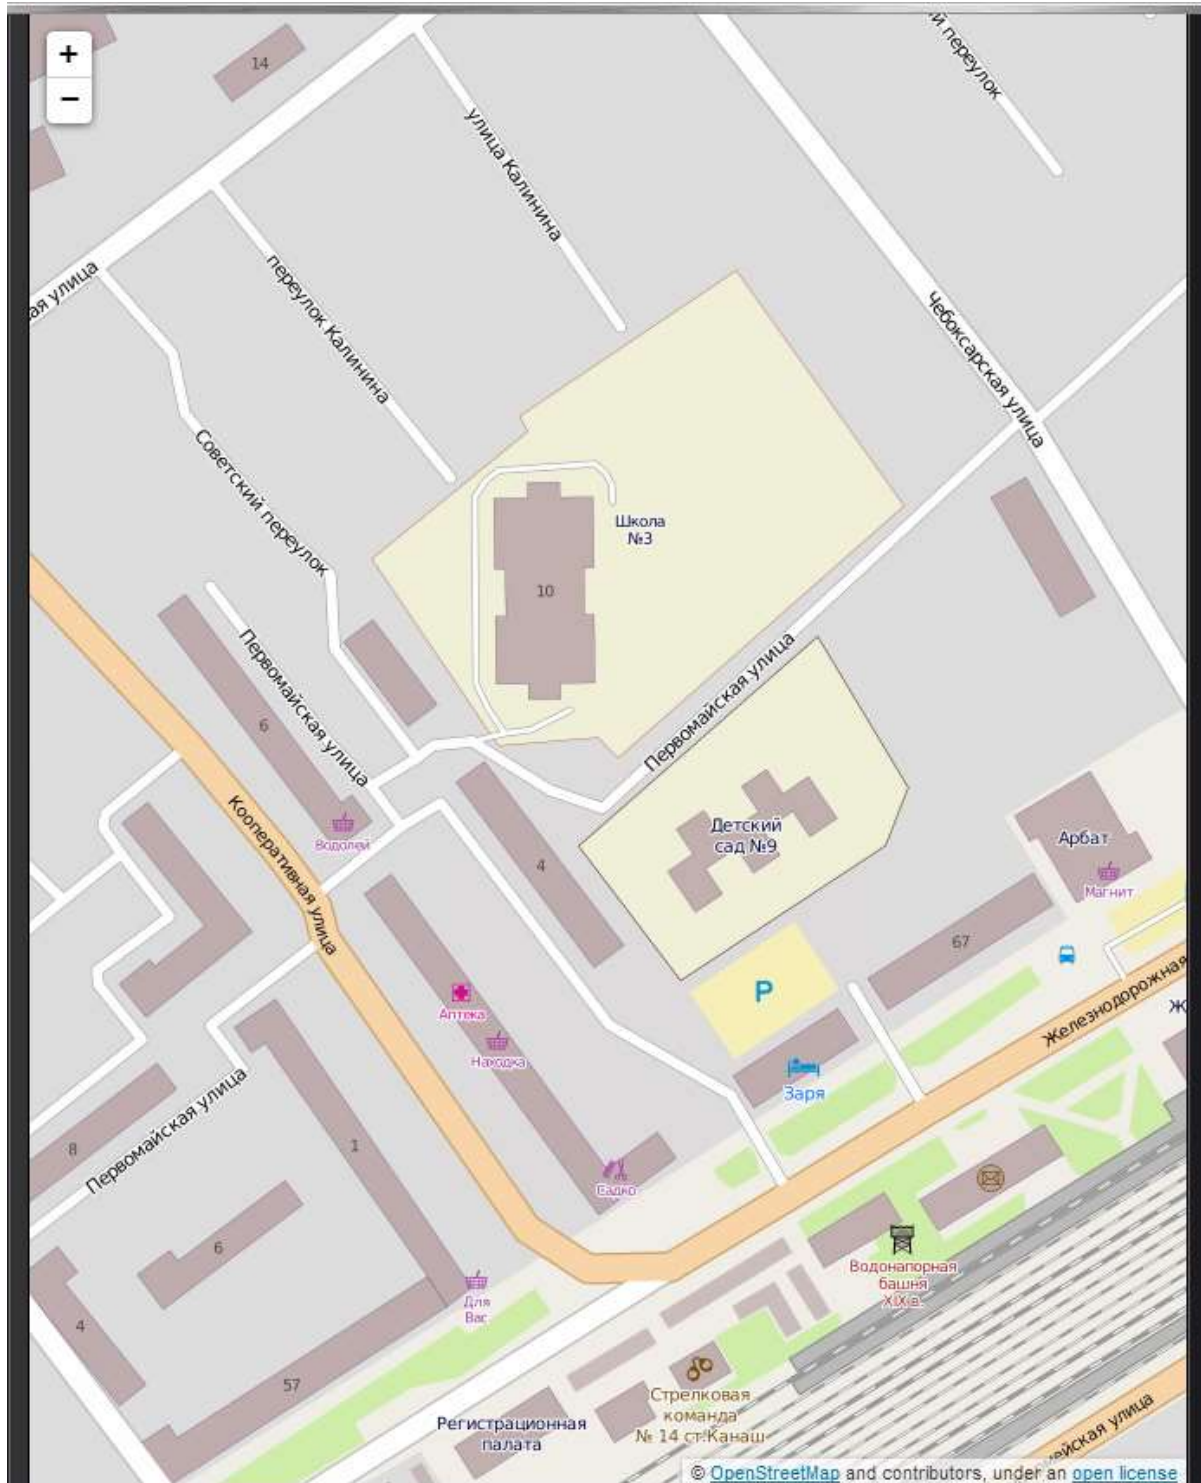 +
−
14
й переулок
улица Калинина
ая улица
переулок Калинина
Чебоксарская улица
Советский переулок
Школа
№3
10
Первомайская улица
Первомайская улица
6
Кооперативная улица
Водолей
4
Детский
сад №9
Арбат
Магнит
67
P
Аптека
Находка
Железнодорожная
Ж
Заря
Первомайская улица
8
1
Садко
6
Водонапорная
башня
XIX в.
Для
Вас
4
57
Стрелковая
команда
№ 14 ст.Канаш
Регистрационная
палата
ейская улица
© OpenStreetMap and contributors, under an open license